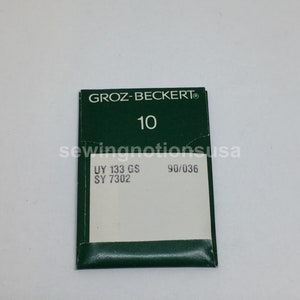 GROZ-BECKERT®
10
sewingnotionsusa
UY 133 GS 90/036
SY 7302